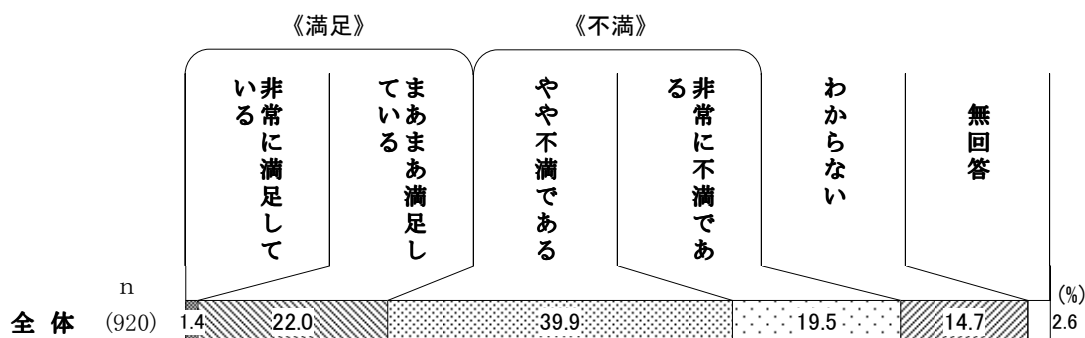 《満足》 《不満》
非常に満足して
いる
まあまあ満足し
ている
やや不満である
非常に不満であ
る
わからない
無回答
n
(%)
全体 (920) 1.4 22.0 39.9 19.5 14.7 2.6